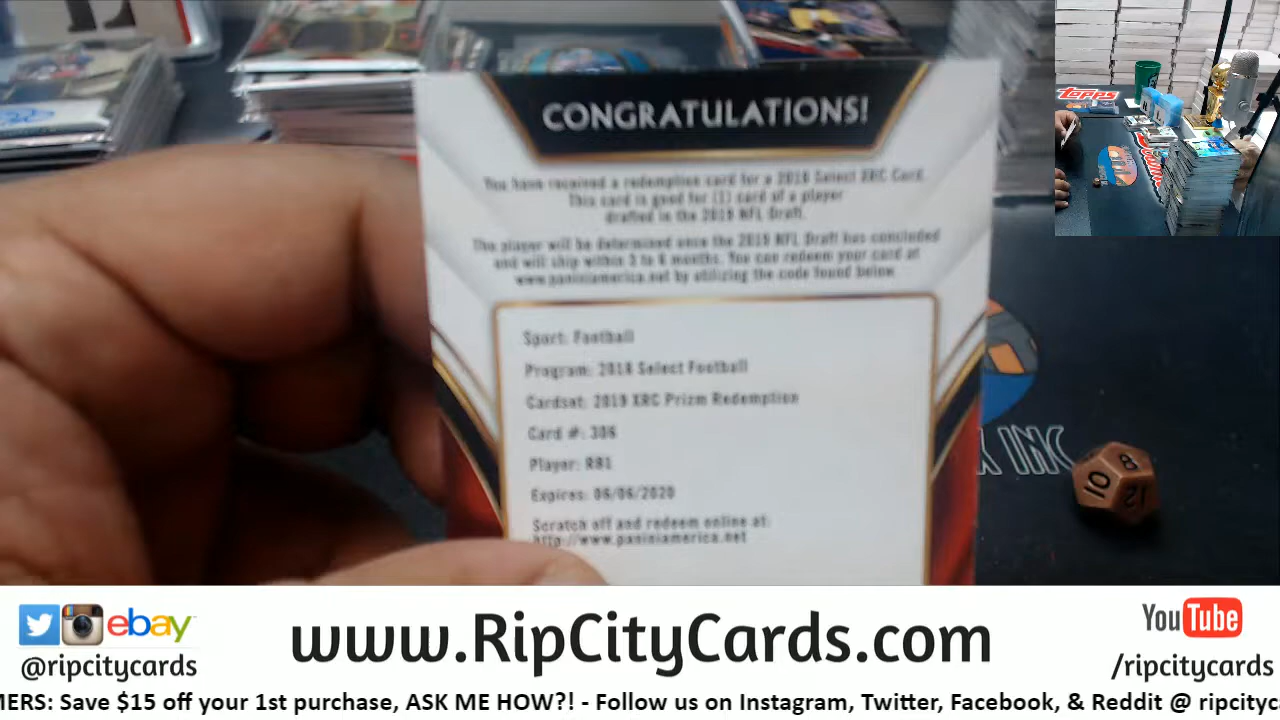 CONGRATULATIONS!
You have received a redemption card for a 2018 Select XRC Card.
This card is good for (1) card of a player
drafted in the 2019 NFL Draft.
The player will be determined once the 2019 NFL Draft has concluded
and will ship within 3 to 6 months. You can redeem your card at
www.paniniamerica.net by utilizing the code found below.
Sport: Football
Program: 2018 Select Football
Cardset: 2019 XRC Prizm Redemption
Card #: 306
Player: RB1
Expires: 06/06/2020
Scratch off and redeem online at:
http://www.paniniamerica.net
topps
K INC
8
10
12
ebay
@ripcitycards
www.RipCityCards.com
YouTube
/ripcitycards
MERS: Save $15 off your 1st purchase, ASK ME HOW?! - Follow us on Instagram, Twitter, Facebook, & Reddit @ ripcityc